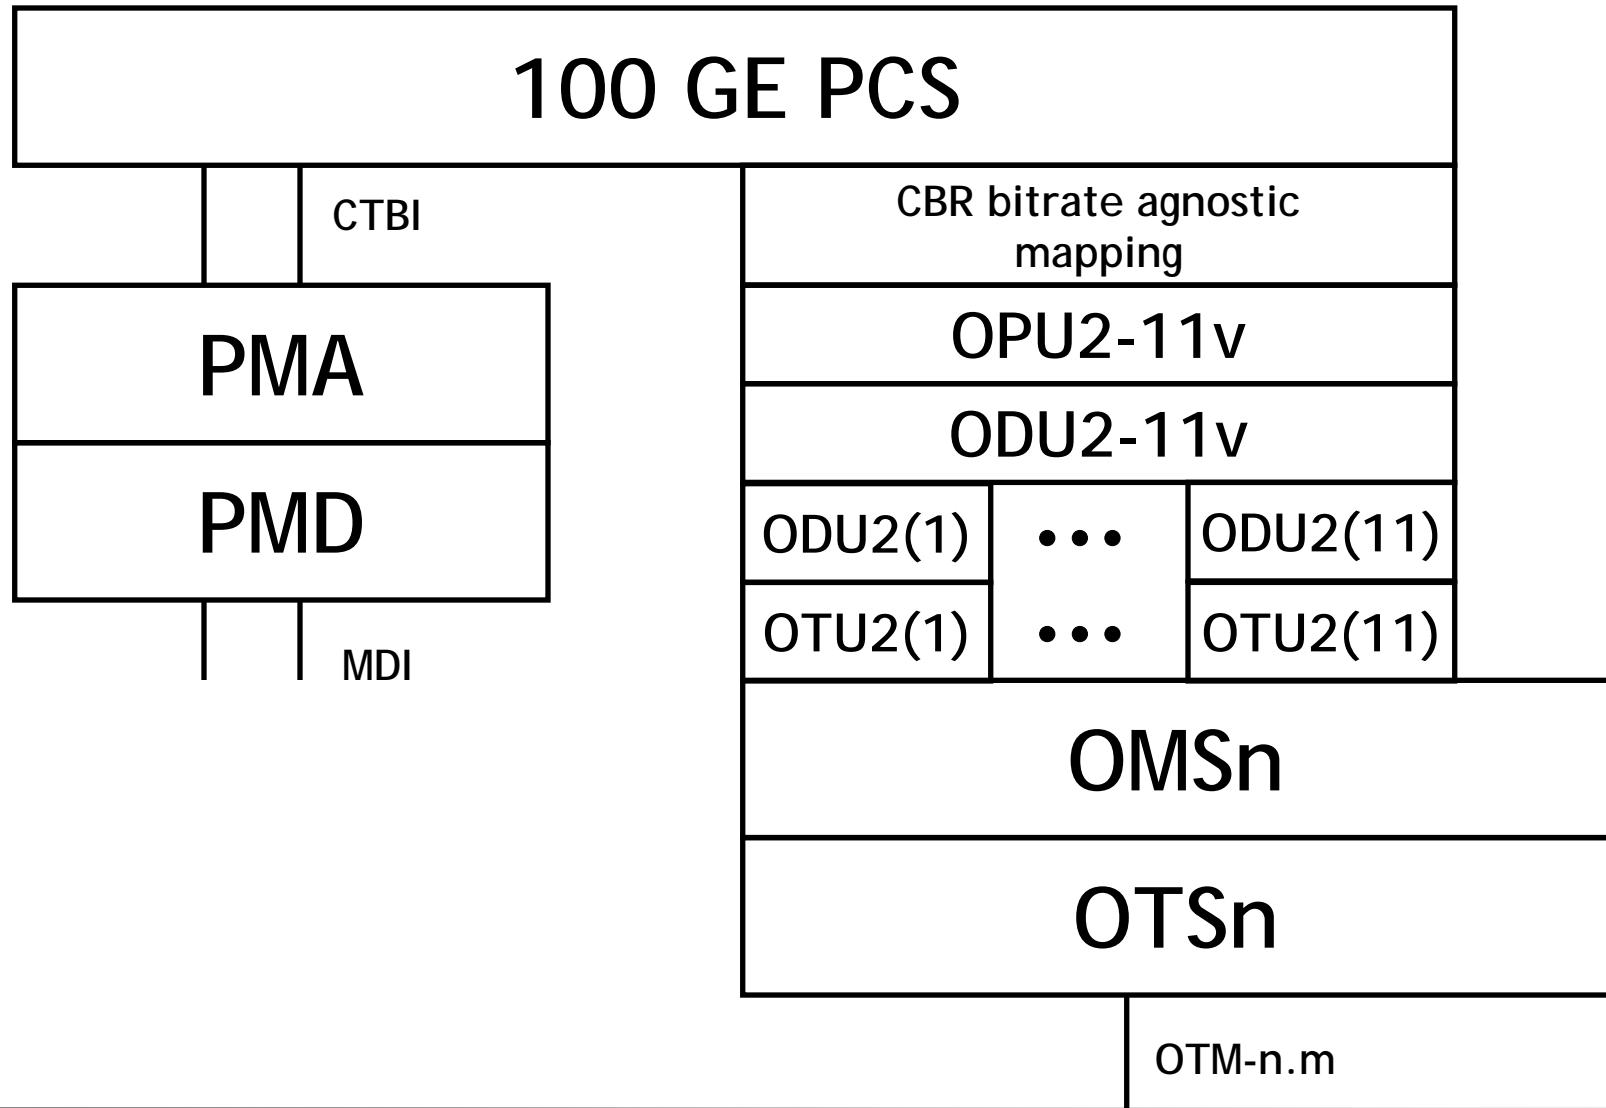 100 GE PCS
CTBI
CBR bitrate agnostic
mapping
PMA
OPU2-11v
ODU2-11v
PMD
ODU2(1) ••• ODU2(11)
OTU2(1) ••• OTU2(11)
MDI
OMSn
OTSn
OTM-n.m